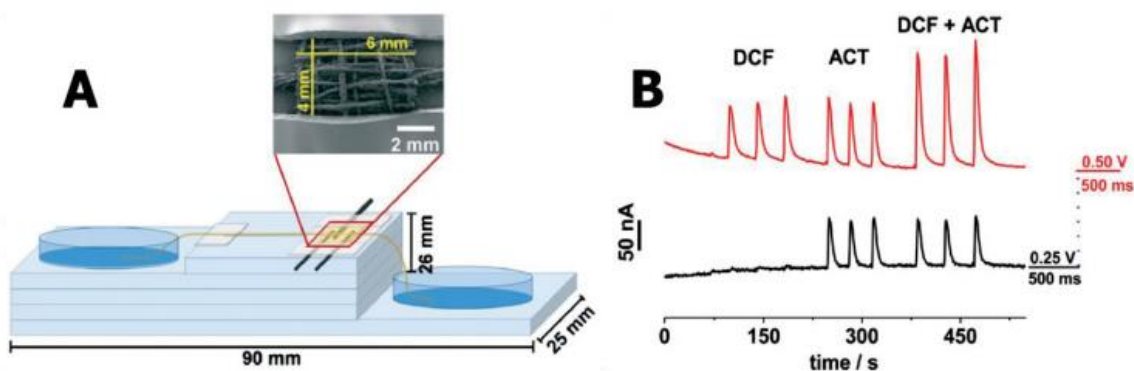 A
6 mm
4 mm
2 mm
26 mm
25 mm
90 mm
B
DCF
ACT
DCF + ACT
0.50 V
500 ms
50 nA
0.25 V
500 ms
0
150
300
450
time / s